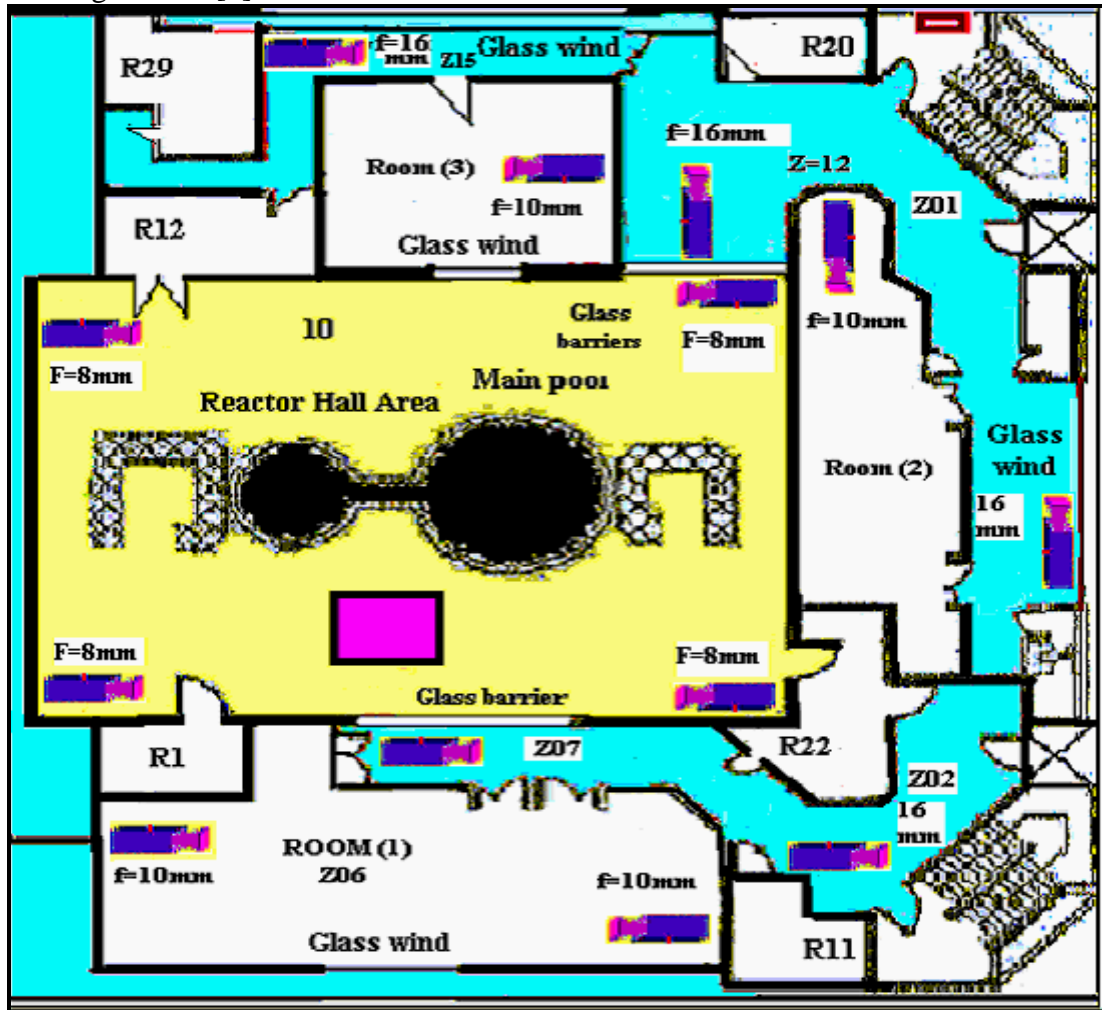 f=16
mm
Z15
Glass wind
R20
R29
f=16mm
Room (3)
Z=12
f=10mm
Z01
R12
Glass wind
10
Glass
barriers
f=10mm
F=8mm
F=8mm
Main pool
Reactor Hall Area
Glass
wind
Room (2)
16
mm
F=8mm
F=8mm
Glass barrier
R1
Z07
R22
Z02
16
mm
ROOM (1)
Z06
f=10mm
f=10mm
Glass wind
R11